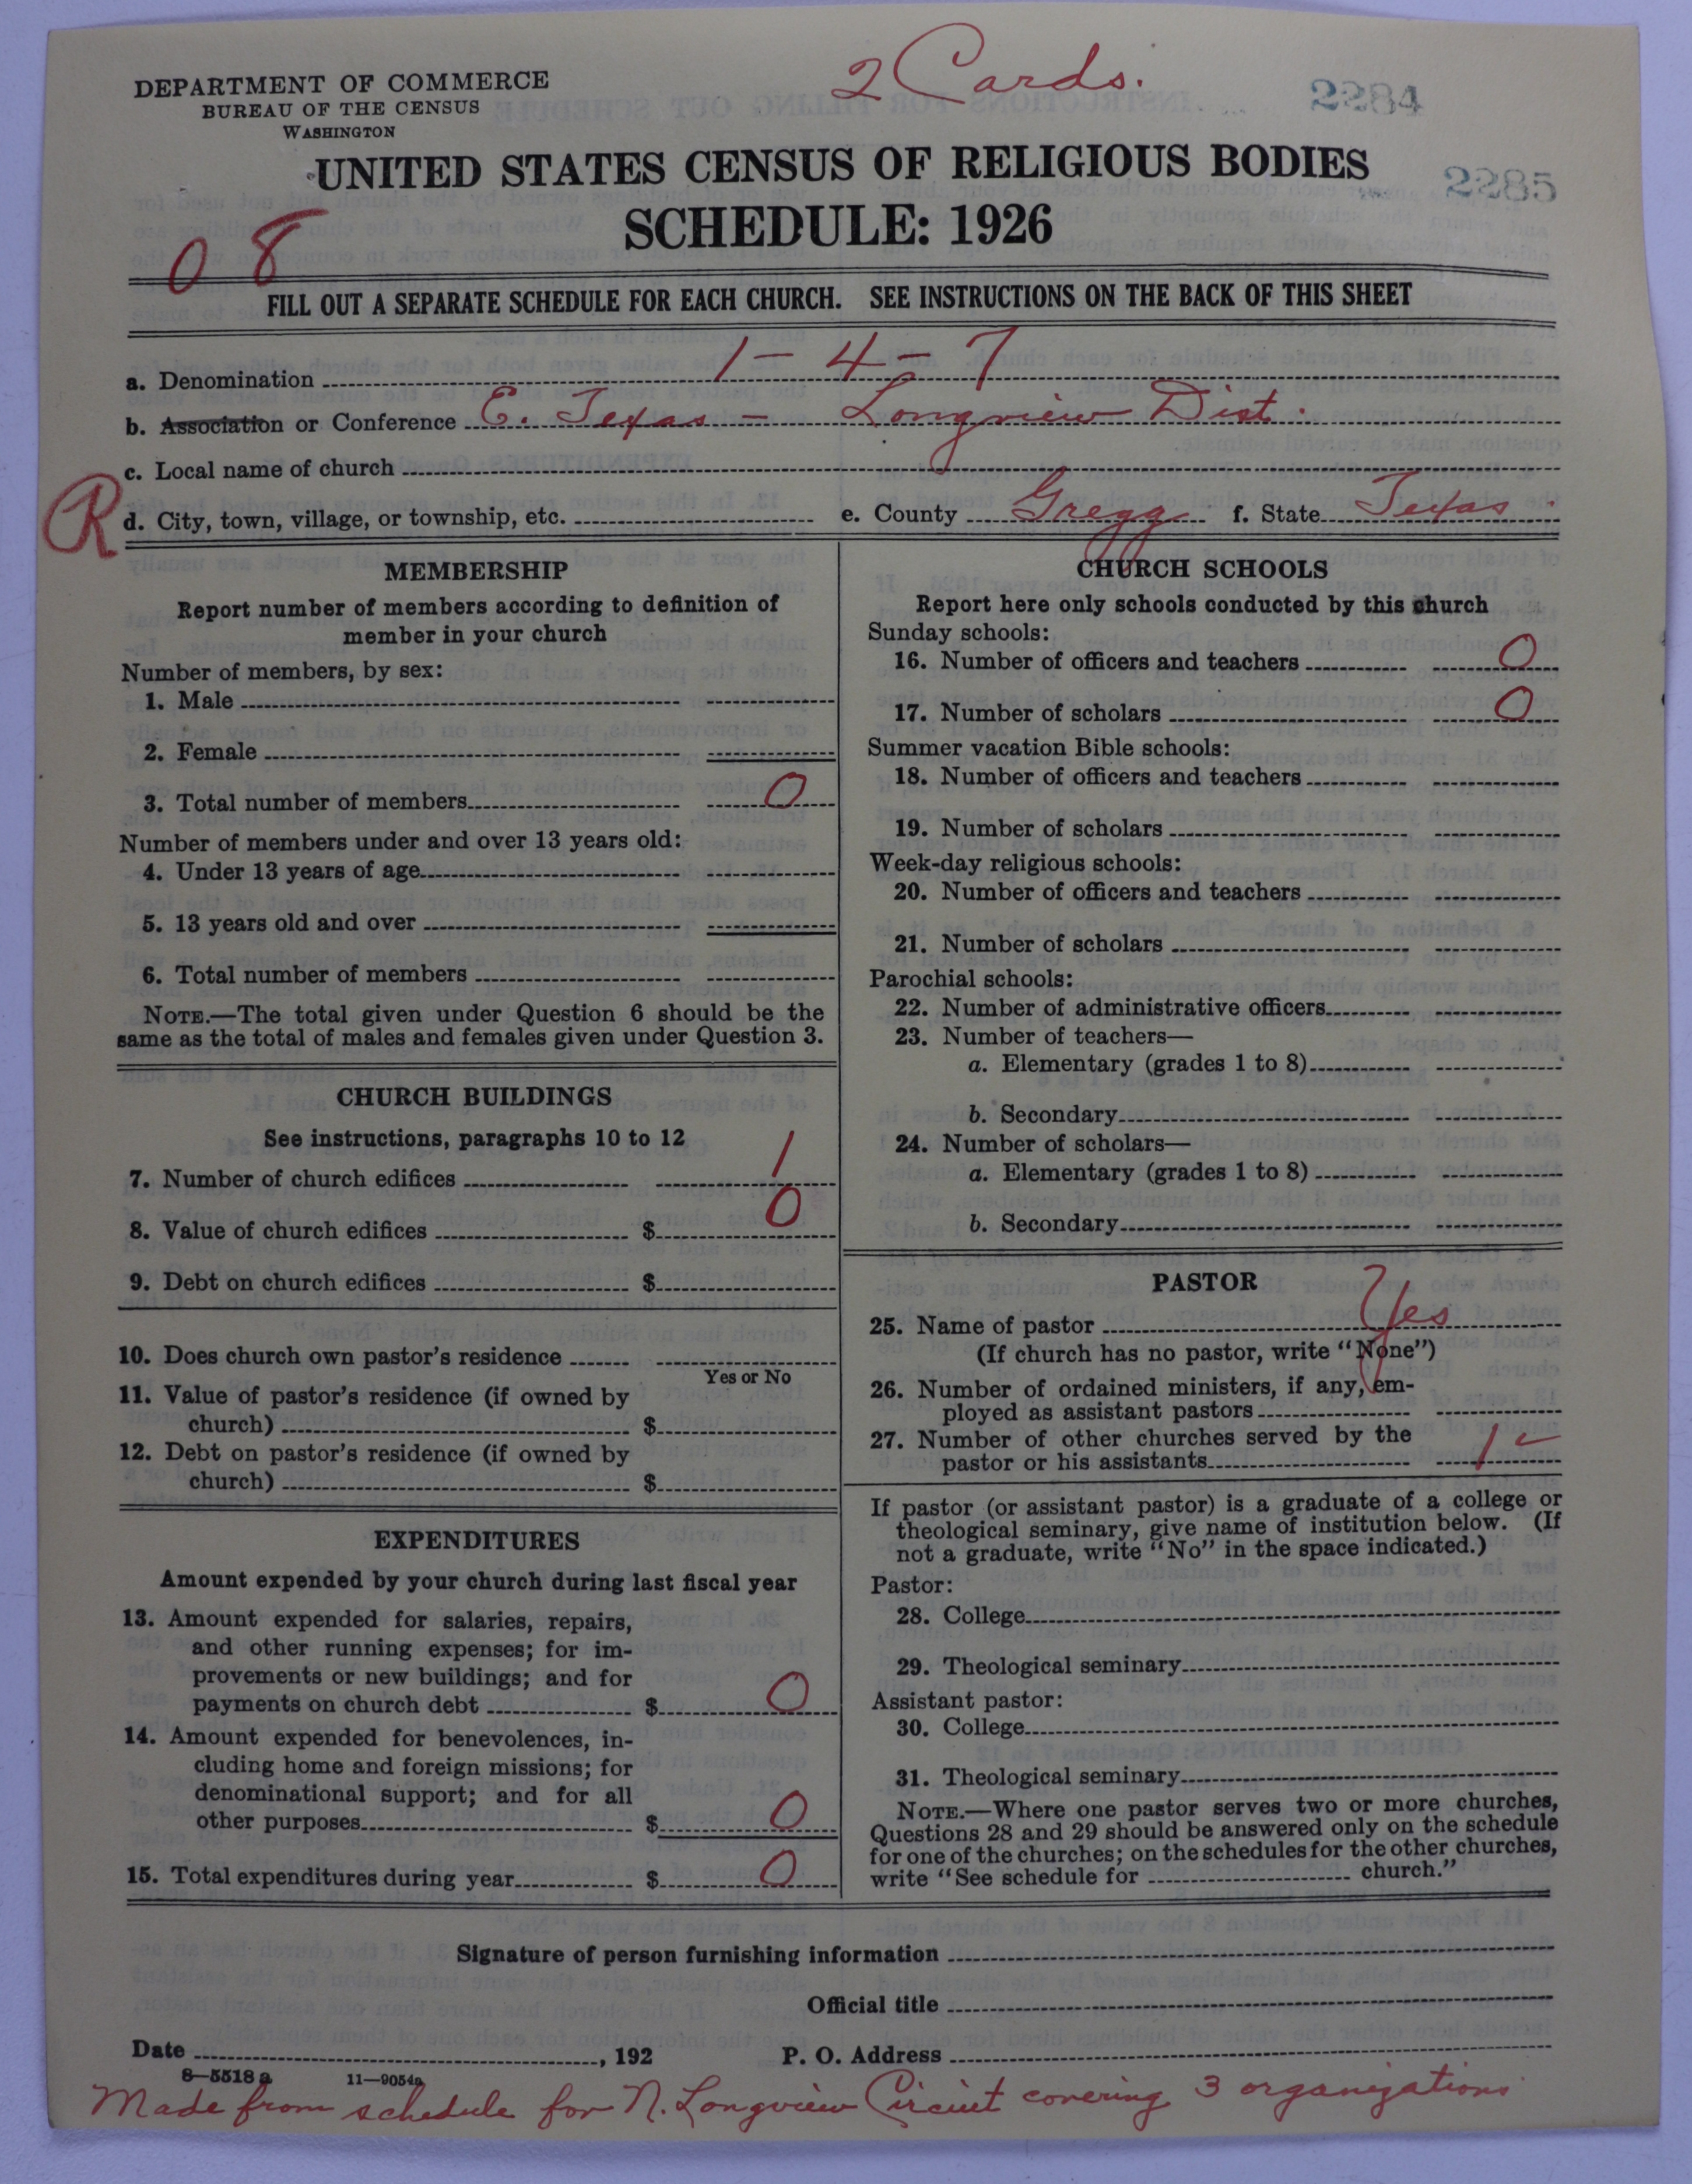 2 Cards.
2284
DEPARTMENT OF COMMERCE
BUREAU OF THE CENSUS
WASHINGTON
UNITED STATES CENSUS OF RELIGIOUS BODIES
2285
SCHEDULE: 1926
08
FILL OUT A SEPARATE SCHEDULE FOR EACH CHURCH. SEE INSTRUCTIONS ON THE BACK OF THIS SHEET
a. Denomination 1-4-7
b. Association or Conference E. Texas - Longview Dist.
c. Local name of church
R
d. City, town, village, or township, etc. e. County Gregg f. State Texas
MEMBERSHIP
Report number of members according to definition of
member in your church
Number of members, by sex:
1. Male
2. Female
3. Total number of members 0
Number of members under and over 13 years old:
4. Under 13 years of age
5. 13 years old and over
6. Total number of members
NOTE.—The total given under Question 6 should be the
same as the total of males and females given under Question 3.
CHURCH BUILDINGS
See instructions, paragraphs 10 to 12
7. Number of church edifices 1
8. Value of church edifices $ 0
9. Debt on church edifices $
10. Does church own pastor's residence
Yes or No
11. Value of pastor's residence (if owned by
church) $
12. Debt on pastor's residence (if owned by
church) $
EXPENDITURES
Amount expended by your church during last fiscal year
13. Amount expended for salaries, repairs,
and other running expenses; for im-
provements or new buildings; and for
payments on church debt $ 0
14. Amount expended for benevolences, in-
cluding home and foreign missions; for
denominational support; and for all
other purposes $ 0
15. Total expenditures during year $ 0
CHURCH SCHOOLS
Report here only schools conducted by this church
Sunday schools:
16. Number of officers and teachers 0
17. Number of scholars 0
Summer vacation Bible schools:
18. Number of officers and teachers
19. Number of scholars
Week-day religious schools:
20. Number of officers and teachers
21. Number of scholars
Parochial schools:
22. Number of administrative officers
23. Number of teachers—
a. Elementary (grades 1 to 8)
b. Secondary
24. Number of scholars—
a. Elementary (grades 1 to 8)
b. Secondary
PASTOR
25. Name of pastor Yes
(If church has no pastor, write "None")
26. Number of ordained ministers, if any, em-
ployed as assistant pastors
27. Number of other churches served by the
pastor or his assistants 1 ✓
If pastor (or assistant pastor) is a graduate of a college or
theological seminary, give name of institution below. (If
not a graduate, write "No" in the space indicated.)
Pastor:
28. College
29. Theological seminary
Assistant pastor:
30. College
31. Theological seminary
NOTE.—Where one pastor serves two or more churches,
Questions 28 and 29 should be answered only on the schedule
for one of the churches; on the schedules for the other churches,
write "See schedule for church."
Signature of person furnishing information
Official title
Date , 192 P. O. Address
8—5518 a 11—9054a
Made from schedule for N. Longview Circuit covering 3 organizations